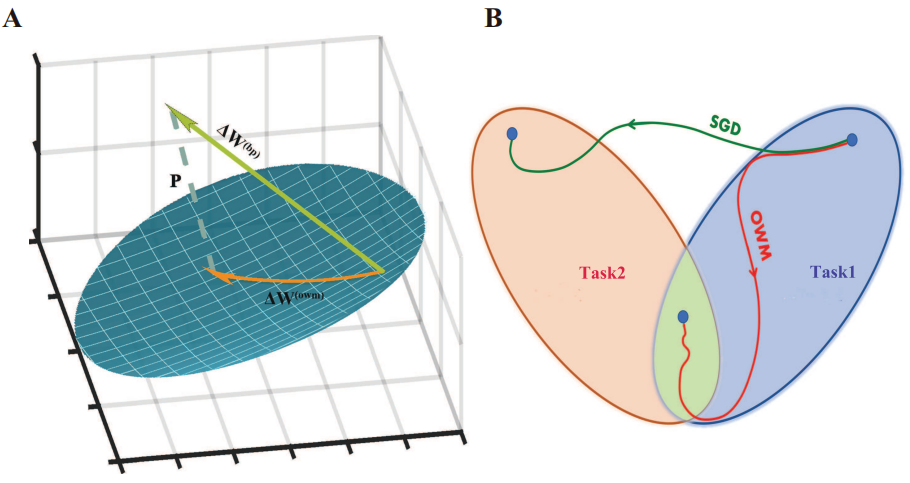 A
B
ΔW(bp)
P
ΔW(owm)
SGD
OWM
Task2
Task1